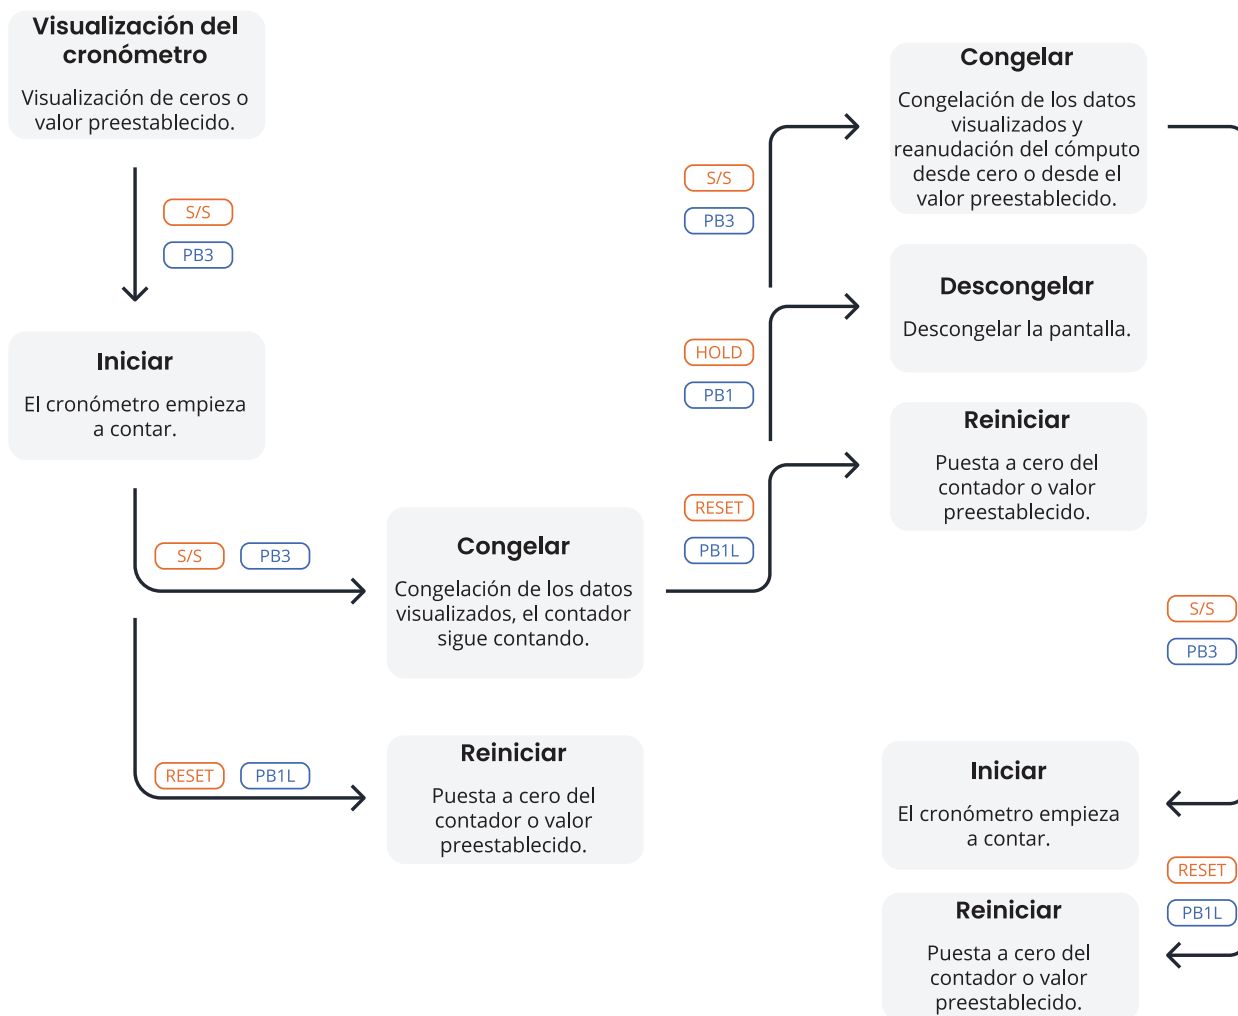 Visualización del
cronómetro
Visualización de ceros o
valor preestablecido.
S/S
PB3
Iniciar
El cronómetro empieza
a contar.
S/S
PB3
RESET
PB1L
Congelar
Congelación de los datos
visualizados, el contador
sigue contando.
Reiniciar
Puesta a cero del
contador o valor
preestablecido.
S/S
PB3
HOLD
PB1
RESET
PB1L
Congelar
Congelación de los datos
visualizados y
reanudación del cómputo
desde cero o desde el
valor preestablecido.
Descongelar
Descongelar la pantalla.
Reiniciar
Puesta a cero del
contador o valor
preestablecido.
S/S
PB3
Iniciar
El cronómetro empieza
a contar.
RESET
PB1L
Reiniciar
Puesta a cero del
contador o valor
preestablecido.